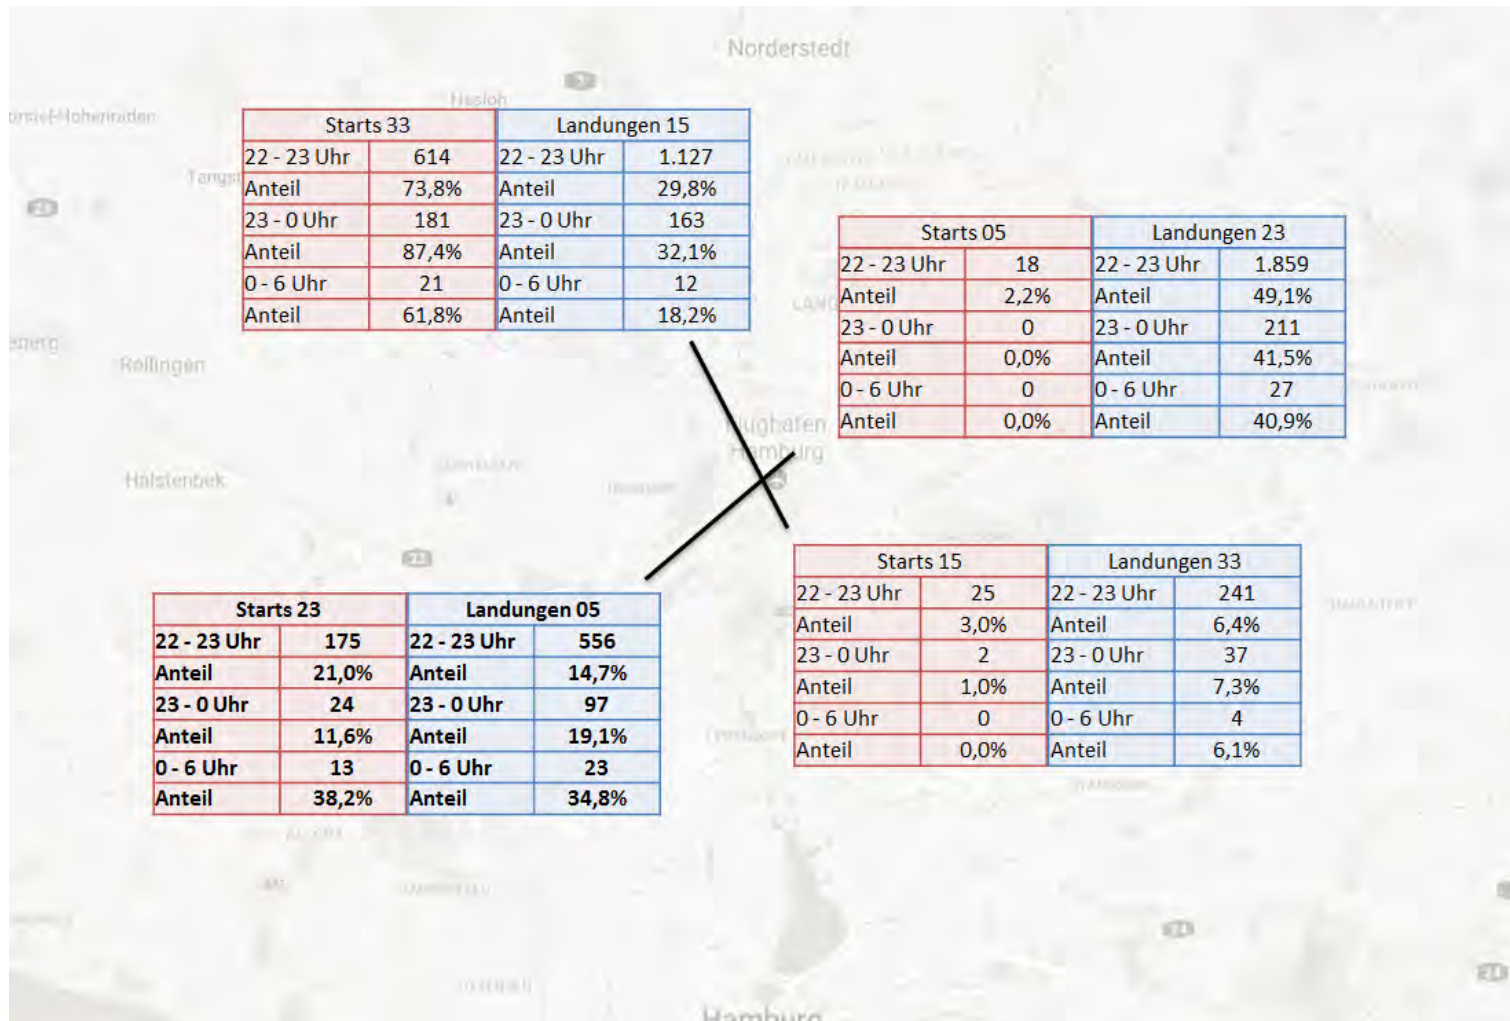 Norderstedt
Hasloh
Starts 33 Landungen 15
22 - 23 Uhr 614 22 - 23 Uhr 1.127
Anteil 73,8% Anteil 29,8%
23 - 0 Uhr 181 23 - 0 Uhr 163
Anteil 87,4% Anteil 32,1%
0 - 6 Uhr 21 0 - 6 Uhr 12
Anteil 61,8% Anteil 18,2%
Starts 05 Landungen 23
22 - 23 Uhr 18 22 - 23 Uhr 1.859
Anteil 2,2% Anteil 49,1%
23 - 0 Uhr 0 23 - 0 Uhr 211
Anteil 0,0% Anteil 41,5%
0 - 6 Uhr 0 0 - 6 Uhr 27
Anteil 0,0% Anteil 40,9%
Rellingen
Flughafen
Hamburg
Halstenbek
23
Starts 15 Landungen 33
22 - 23 Uhr 25 22 - 23 Uhr 241
Anteil 3,0% Anteil 6,4%
23 - 0 Uhr 2 23 - 0 Uhr 37
Anteil 1,0% Anteil 7,3%
0 - 6 Uhr 0 0 - 6 Uhr 4
Anteil 0,0% Anteil 6,1%
Starts 23 Landungen 05
22 - 23 Uhr 175 22 - 23 Uhr 556
Anteil 21,0% Anteil 14,7%
23 - 0 Uhr 24 23 - 0 Uhr 97
Anteil 11,6% Anteil 19,1%
0 - 6 Uhr 13 0 - 6 Uhr 23
Anteil 38,2% Anteil 34,8%
24
Hamburg